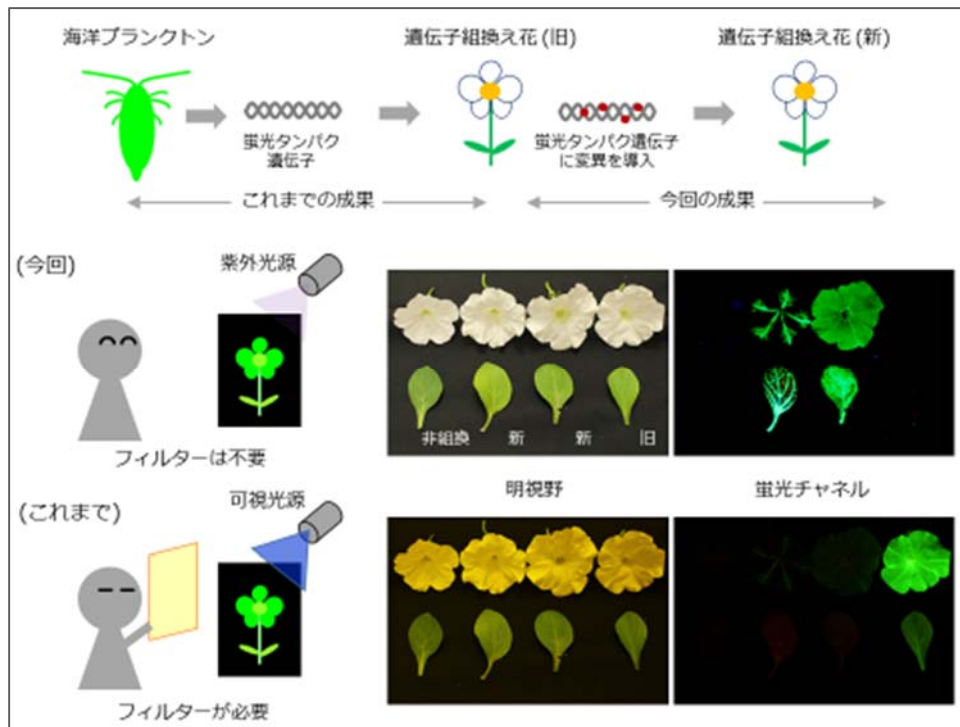 海洋プランクトン
遺伝子組換え花 (旧)
遺伝子組換え花 (新)
蛍光タンパク
遺伝子
蛍光タンパク遺伝子
に変異を導入
これまでの成果
今回の成果
(今回)
紫外光源
フィルターは不要
非組換 新 新 旧
明視野
蛍光チャネル
(これまで)
可視光源
フィルターが必要